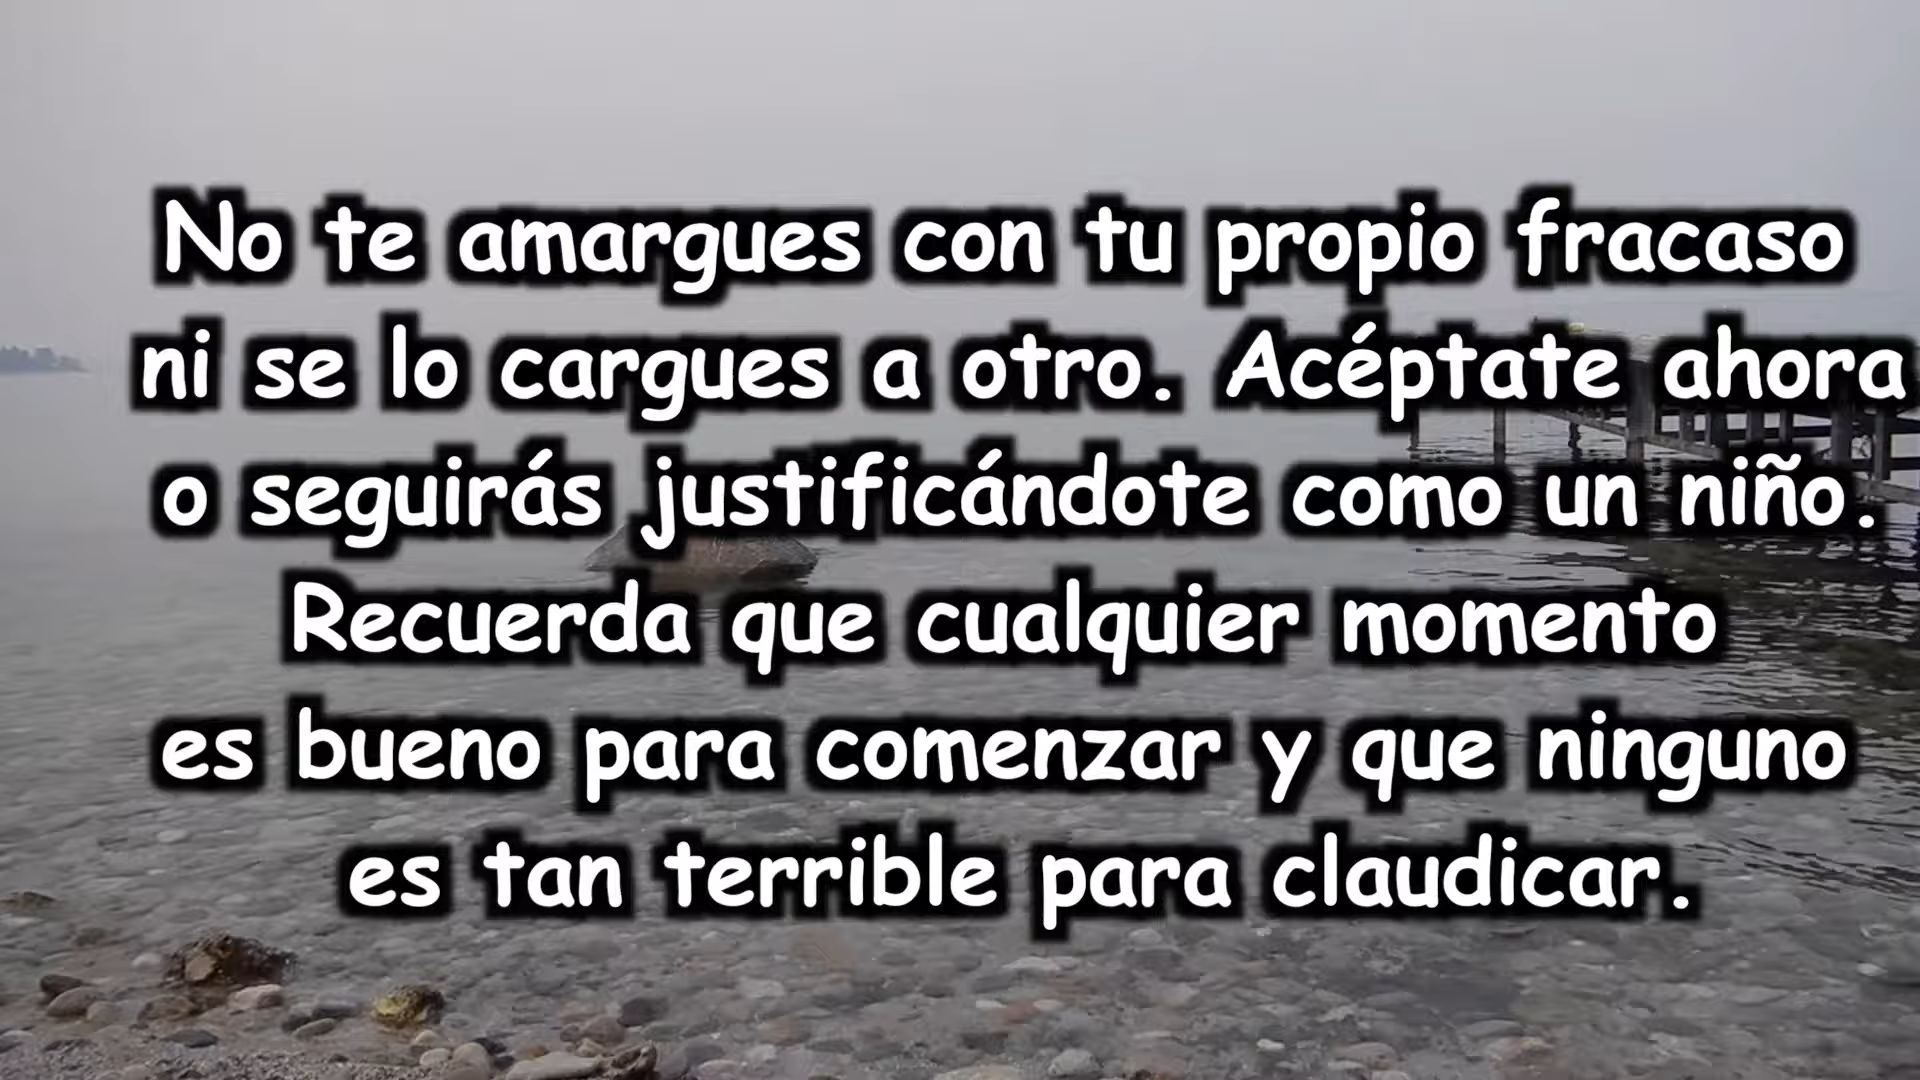 No te amargues con tu propio fracaso
ni se lo cargues a otro. Acéptate ahora
o seguirás justificándote como un niño.
Recuerda que cualquier momento
es bueno para comenzar y que ninguno
es tan terrible para claudicar.